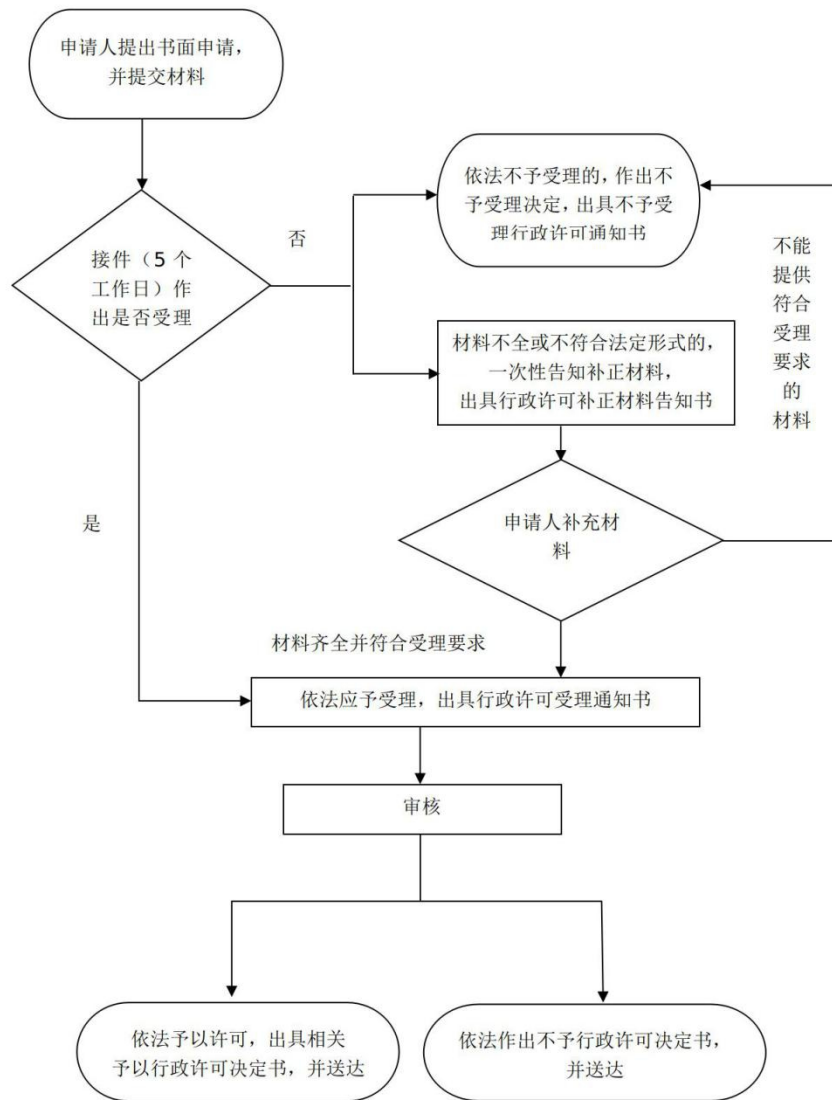 申请人提出书面申请，
并提交材料
依法不予受理的，作出不
予受理决定，出具不予受
理行政许可通知书
否
接件（5 个
工作日）作
出是否受理
不能
提供
符合
受理
要求
的
材料
材料不全或不符合法定形式的，
一次性告知补正材料，
出具行政许可补正材料告知书
是
申请人补充材
料
材料齐全并符合受理要求
依法应予受理，出具行政许可受理通知书
审核
依法予以许可，出具相关
予以行政许可决定书，并送达
依法作出不予行政许可决定书，
并送达